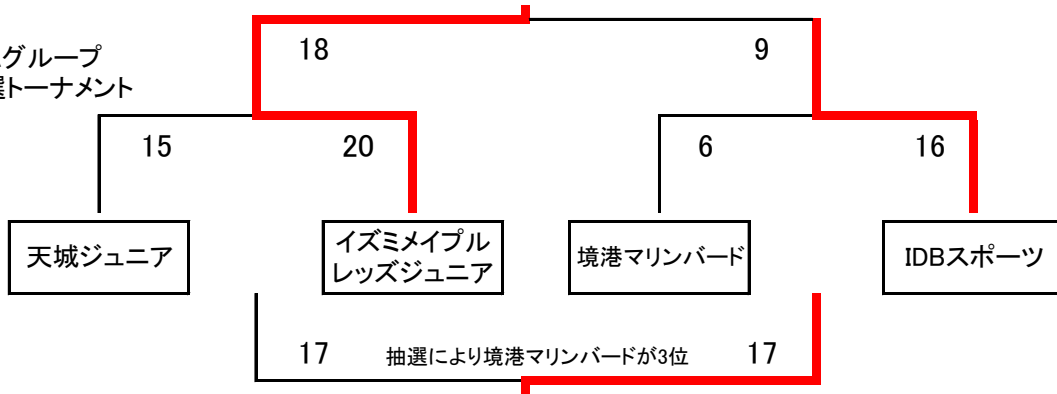 18 9
グループ
選トーナメント
15 20 6 16
天城ジュニア
イズミメイプル
レッズジュニア
境港マリンバード
IDBスポーツ
17 抽選により境港マリンバードが3位 17